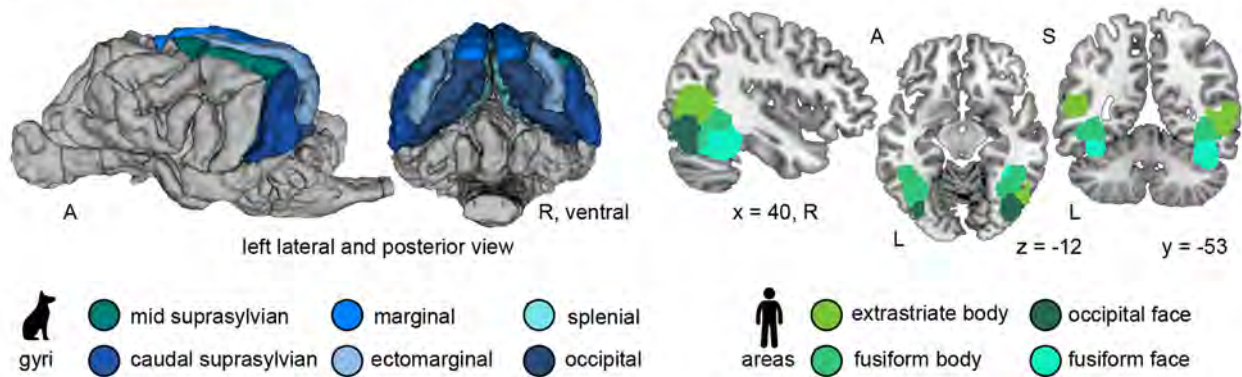 A
R, ventral
left lateral and posterior view
A
S
x = 40, R
L
z = -12
L
y = -53
mid suprasylvian
marginal
splenial
gyri
caudal suprasylvian
ectomarginal
occipital
extrastriate body
occipital face
areas
fusiform body
fusiform face